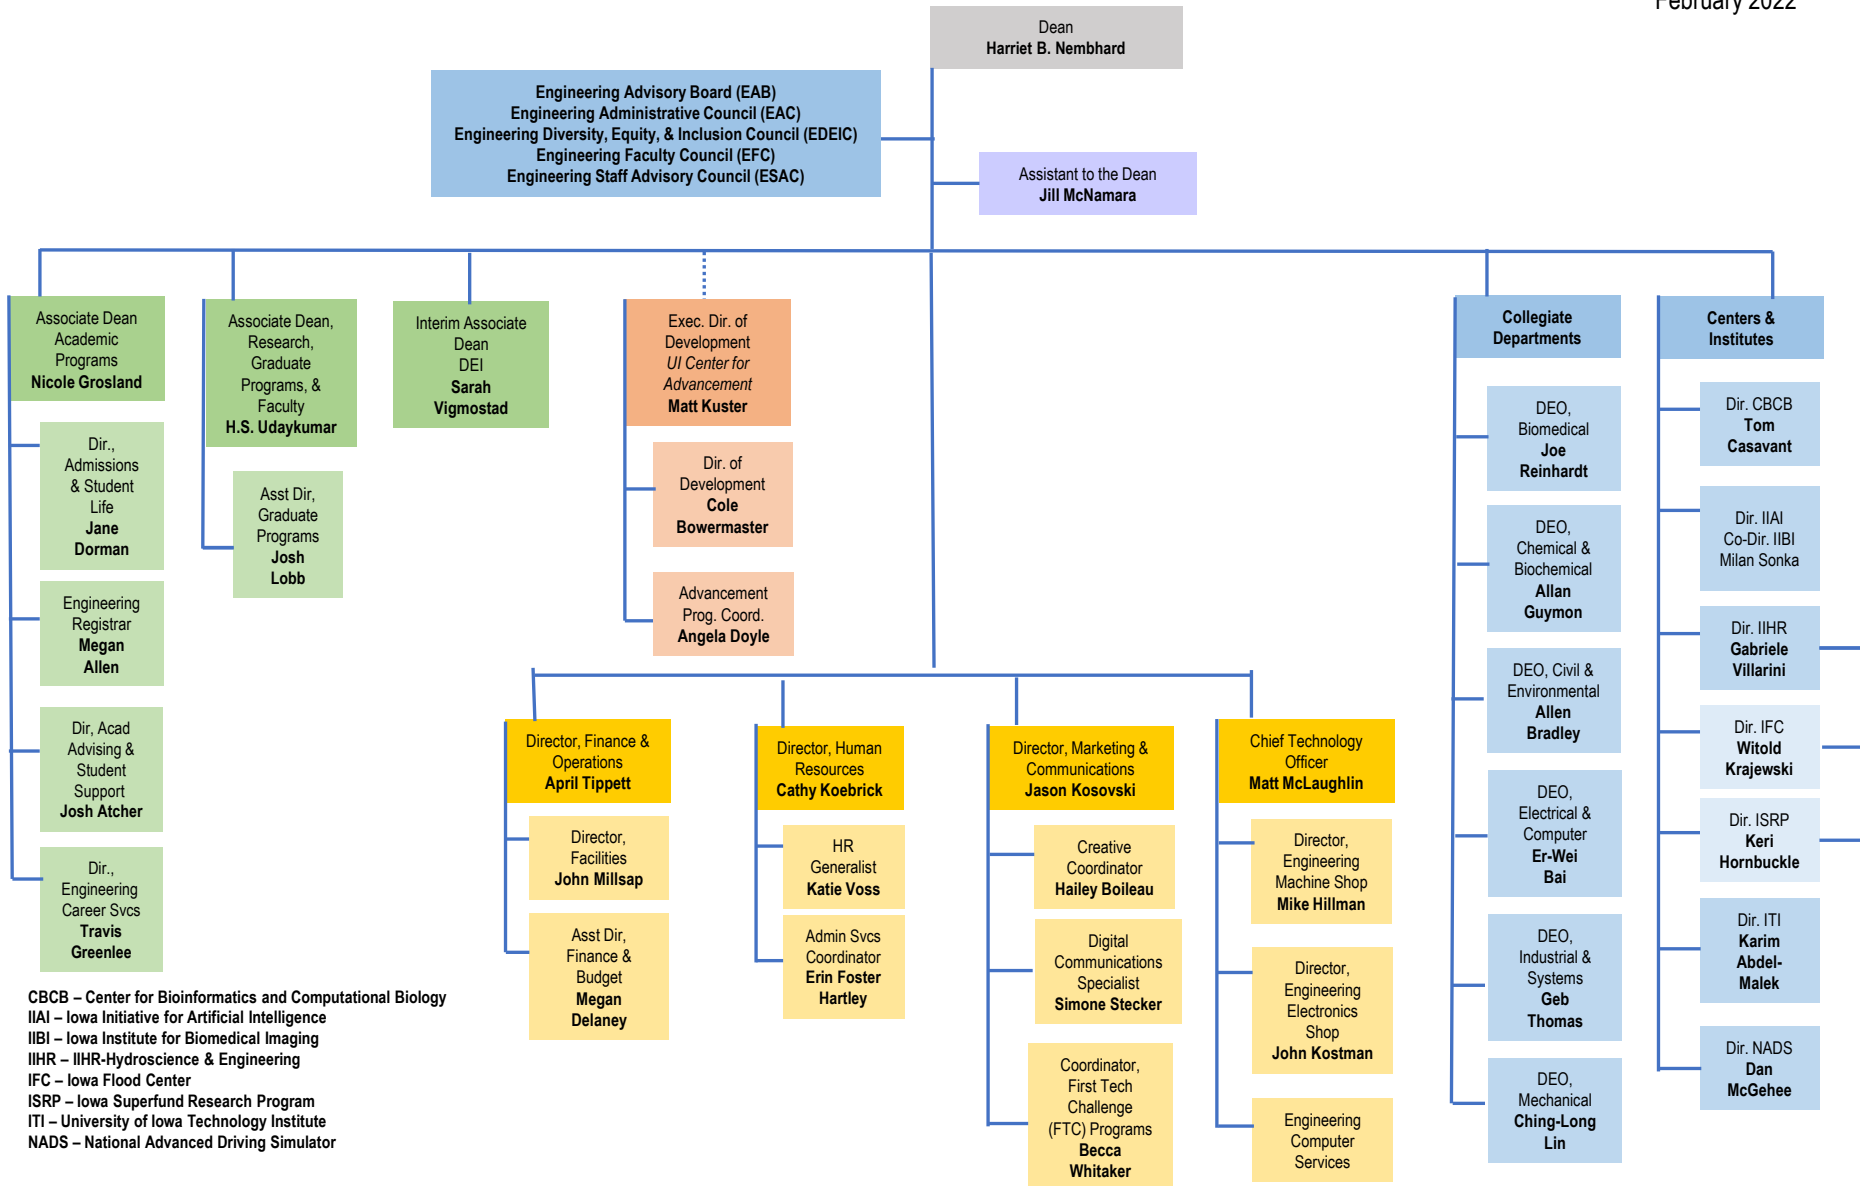 February 2022
Dean
Harriet B. Nembhard
Engineering Advisory Board (EAB)
Engineering Administrative Council (EAC)
Engineering Diversity, Equity, & Inclusion Council (EDEIC)
Engineering Faculty Council (EFC)
Engineering Staff Advisory Council (ESAC)
Assistant to the Dean
Jill McNamara
Associate Dean
Academic
Programs
Nicole Grosland
Dir.,
Admissions
& Student
Life
Jane
Dorman
Engineering
Registrar
Megan
Allen
Dir, Acad
Advising &
Student
Support
Josh Atcher
Dir.,
Engineering
Career Svcs
Travis
Greenlee
Associate Dean,
Research,
Graduate
Programs, &
Faculty
H.S. Udaykumar
Asst Dir,
Graduate
Programs
Josh
Lobb
Interim Associate
Dean
DEI
Sarah
Vigmostad
Exec. Dir. of
Development
UI Center for
Advancement
Matt Kuster
Dir. of
Development
Cole
Bowermaster
Advancement
Prog. Coord.
Angela Doyle
Director, Finance &
Operations
April Tippett
Director,
Facilities
John Millsap
Asst Dir,
Finance &
Budget
Megan
Delaney
Director, Human
Resources
Cathy Koebrick
HR
Generalist
Katie Voss
Admin Svcs
Coordinator
Erin Foster
Hartley
Director, Marketing &
Communications
Jason Kosovski
Creative
Coordinator
Hailey Boileau
Digital
Communications
Specialist
Simone Stecker
Coordinator,
First Tech
Challenge
(FTC) Programs
Becca
Whitaker
Chief Technology
Officer
Matt McLaughlin
Director,
Engineering
Machine Shop
Mike Hillman
Director,
Engineering
Electronics
Shop
John Kostman
Engineering
Computer
Services
Collegiate
Departments
DEO,
Biomedical
Joe
Reinhardt
DEO,
Chemical &
Biochemical
Allan
Guymon
DEO, Civil &
Environmental
Allen
Bradley
DEO,
Electrical &
Computer
Er-Wei
Bai
DEO,
Industrial &
Systems
Geb
Thomas
DEO,
Mechanical
Ching-Long
Lin
Centers &
Institutes
Dir. CBCB
Tom
Casavant
Dir. IIAI
Co-Dir. IIBI
Milan Sonka
Dir. IIHR
Gabriele
Villarini
Dir. IFC
Witold
Krajewski
Dir. ISRP
Keri
Hornbuckle
Dir. ITI
Karim
Abdel-
Malek
Dir. NADS
Dan
McGehee
CBCB – Center for Bioinformatics and Computational Biology
IIAI – Iowa Initiative for Artificial Intelligence
IIBI – Iowa Institute for Biomedical Imaging
IIHR – IIHR-Hydroscience & Engineering
IFC – Iowa Flood Center
ISRP – Iowa Superfund Research Program
ITI – University of Iowa Technology Institute
NADS – National Advanced Driving Simulator